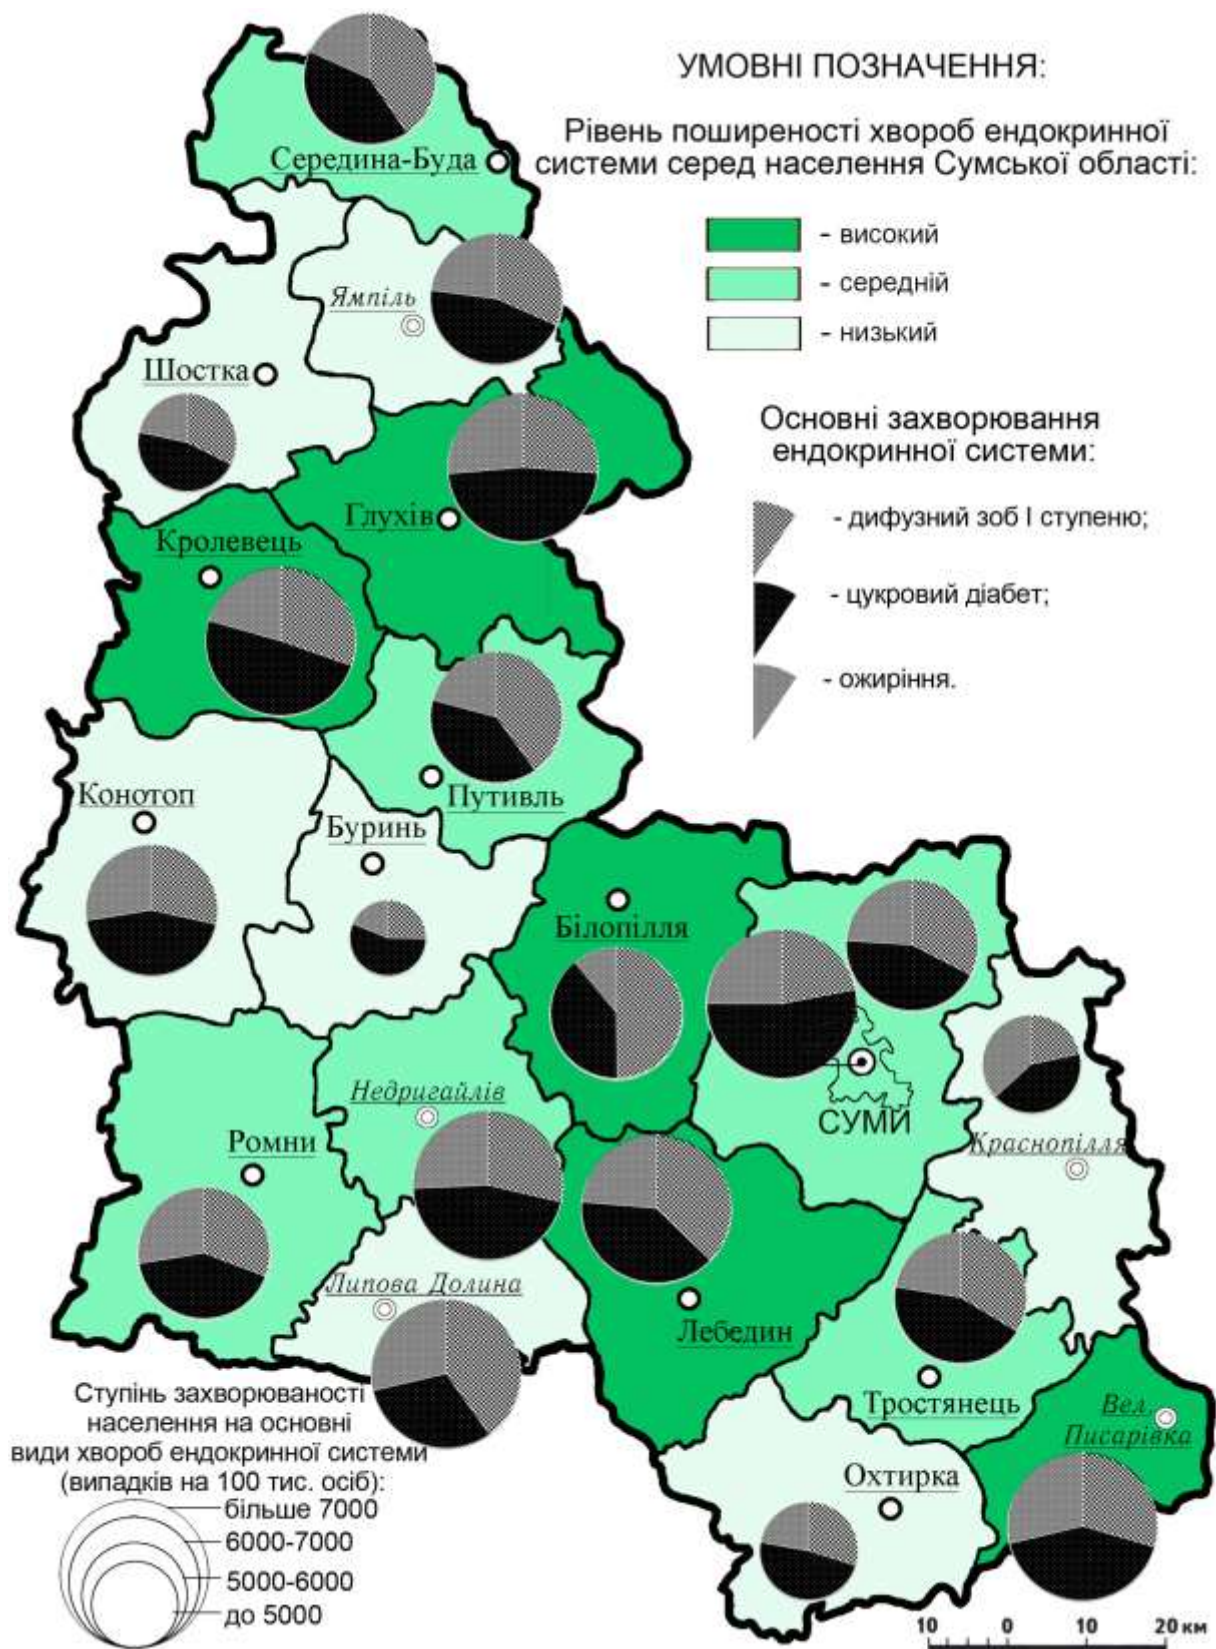 УМОВНІ ПОЗНАЧЕННЯ:
Рівень поширеності хвороб ендокринної
системи серед населення Сумської області:
- високий
- середній
- низький
Основні захворювання
ендокринної системи:
- дифузний зоб І ступеню;
- цукровий діабет;
- ожиріння.
Середина-Буда
Ямпіль
Шостка
Глухів
Кролевець
Путивль
Конотоп
Буринь
Білопілля
СУМИ
Недригайлів
Ромни
Краснопілля
Липова Долина
Лебедин
Тростянець
Вел.
Писарівка
Охтирка
Ступінь захворюваності
населення на основні
види хвороб ендокринної системи
(випадків на 100 тис. осіб):
більше 7000
6000-7000
5000-6000
до 5000
10 0 10 20 км